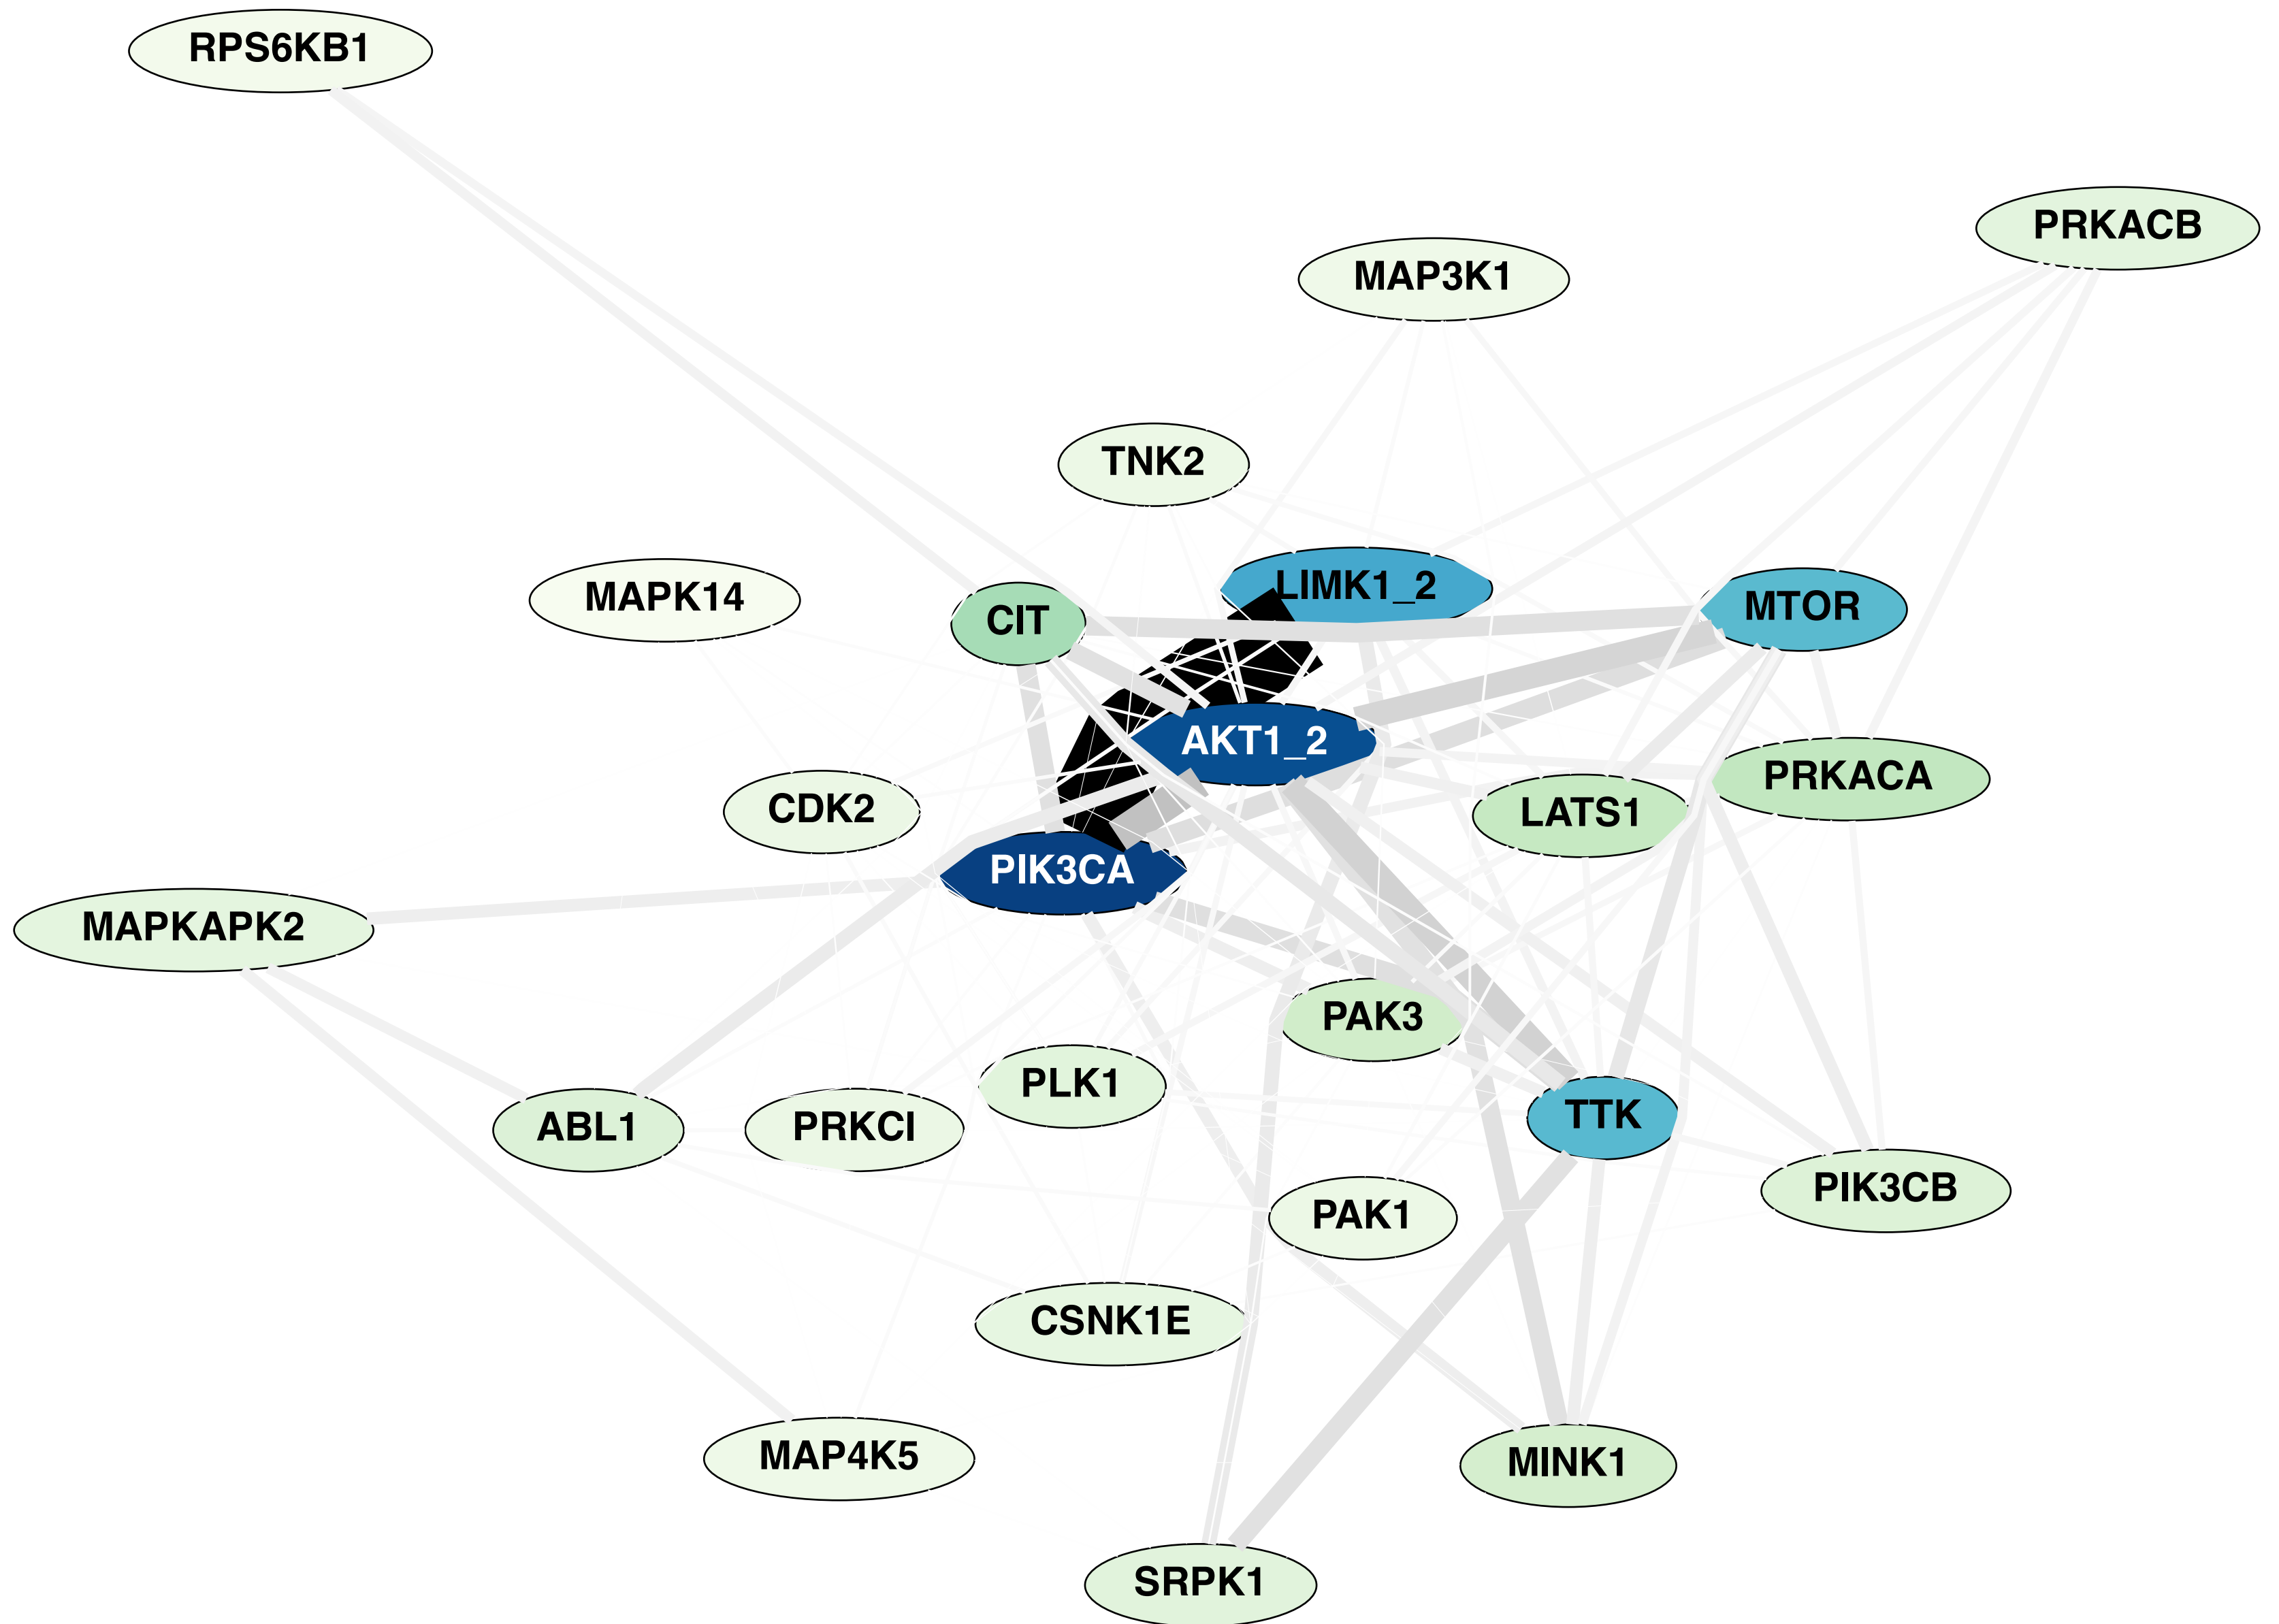 RPS6KB1
PRKACB
MAP3K1
TNK2
LIMK1_2
MAPK14
CIT
MTOR
AKT1_2
PRKACA
CDK2
LATS1
PIK3CA
MAPKAPK2
PAK3
PLK1
TTK
ABL1
PRKCI
PIK3CB
PAK1
CSNK1E
MAP4K5
MINK1
SRPK1